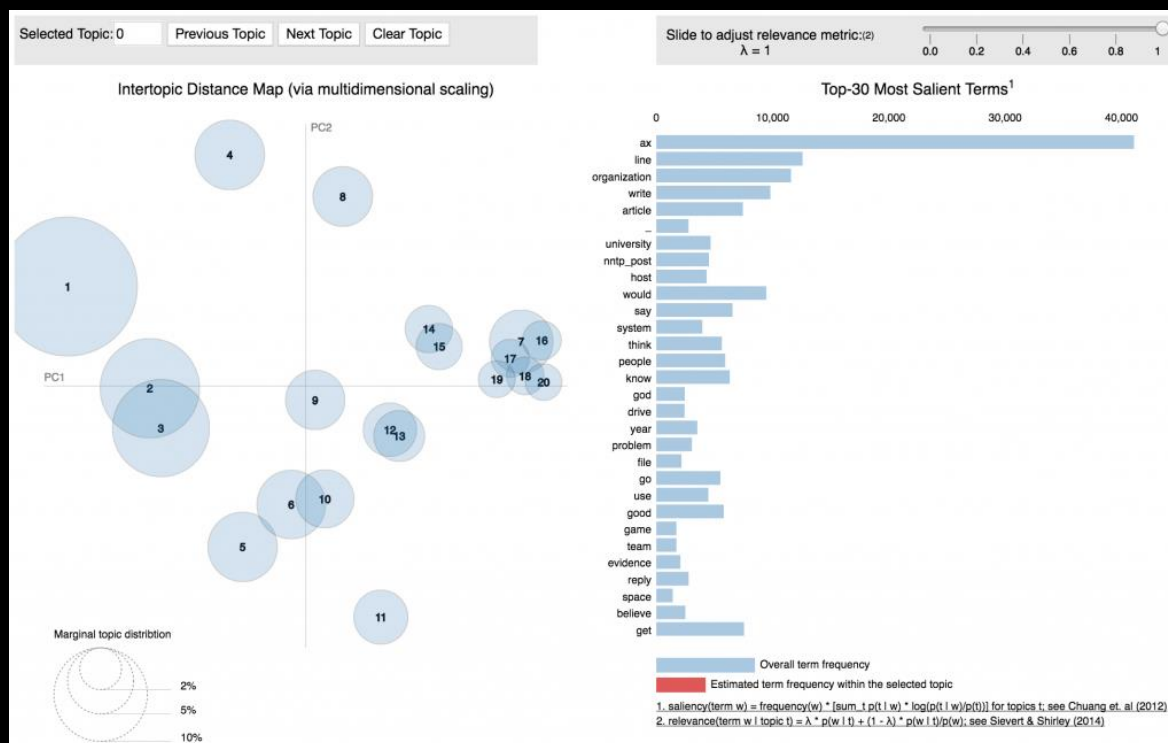 Selected Topic: 0 Previous Topic Next Topic Clear Topic
Slide to adjust relevance metric:(2)
λ = 1
0.0 0.2 0.4 0.6 0.8 1
Intertopic Distance Map (via multidimensional scaling)
PC2
PC1
4
8
1
14
15
7
16
17
2
19
18
20
9
3
12
13
6
10
5
11
Marginal topic distribtion
2%
5%
10%
Top-30 Most Salient Terms1
0 10,000 20,000 30,000 40,000
ax
line
organization
write
article
_
university
nntp_post
host
would
say
system
think
people
know
god
drive
year
problem
file
go
use
good
game
team
evidence
reply
space
believe
get
Overall term frequency
Estimated term frequency within the selected topic
1. saliency(term w) = frequency(w) * [sum_t p(t | w) * log(p(t | w)/p(t))] for topics t; see Chuang et. al (2012)
2. relevance(term w | topic t) = λ * p(w | t) + (1 - λ) * p(w | t)/p(w); see Sievert & Shirley (2014)